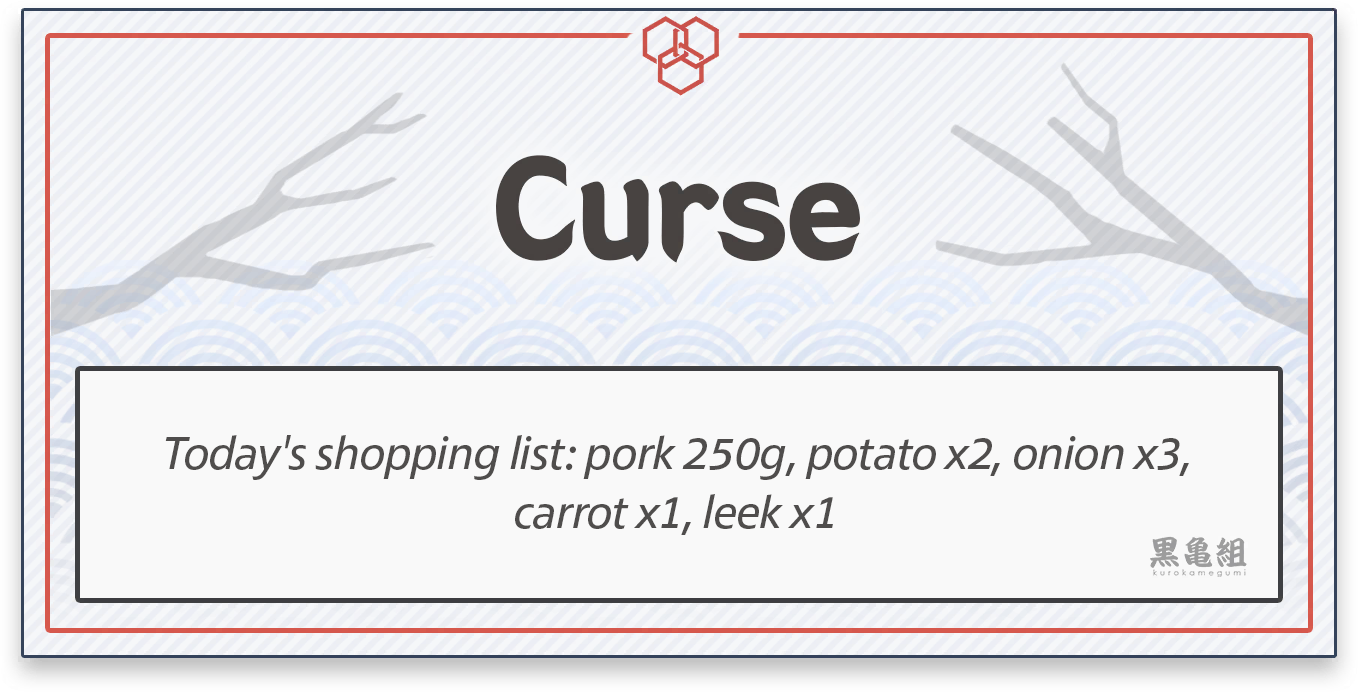 Curse
Today's shopping list: pork 250g, potato x2, onion x3,
carrot x1, leek x1
黒亀組
kurokamegumi